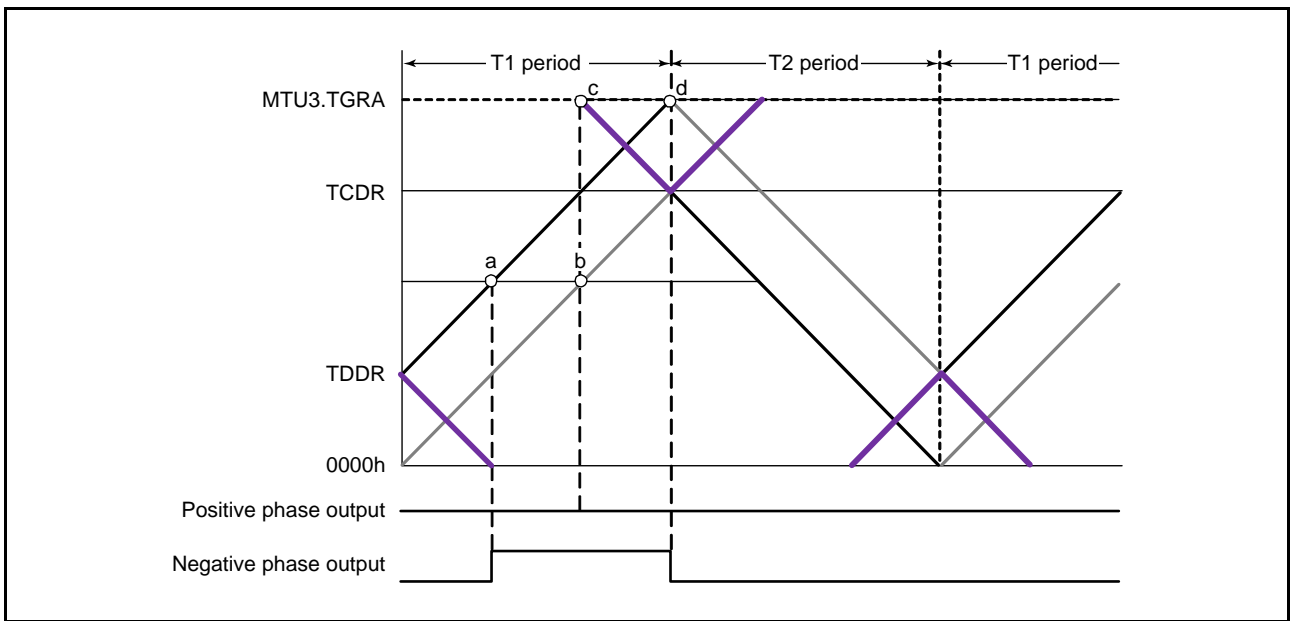 T1 period
T2 period
T1 period
MTU3.TGRA
c
d
TCDR
a
b
TDDR
0000h
Positive phase output
Negative phase output